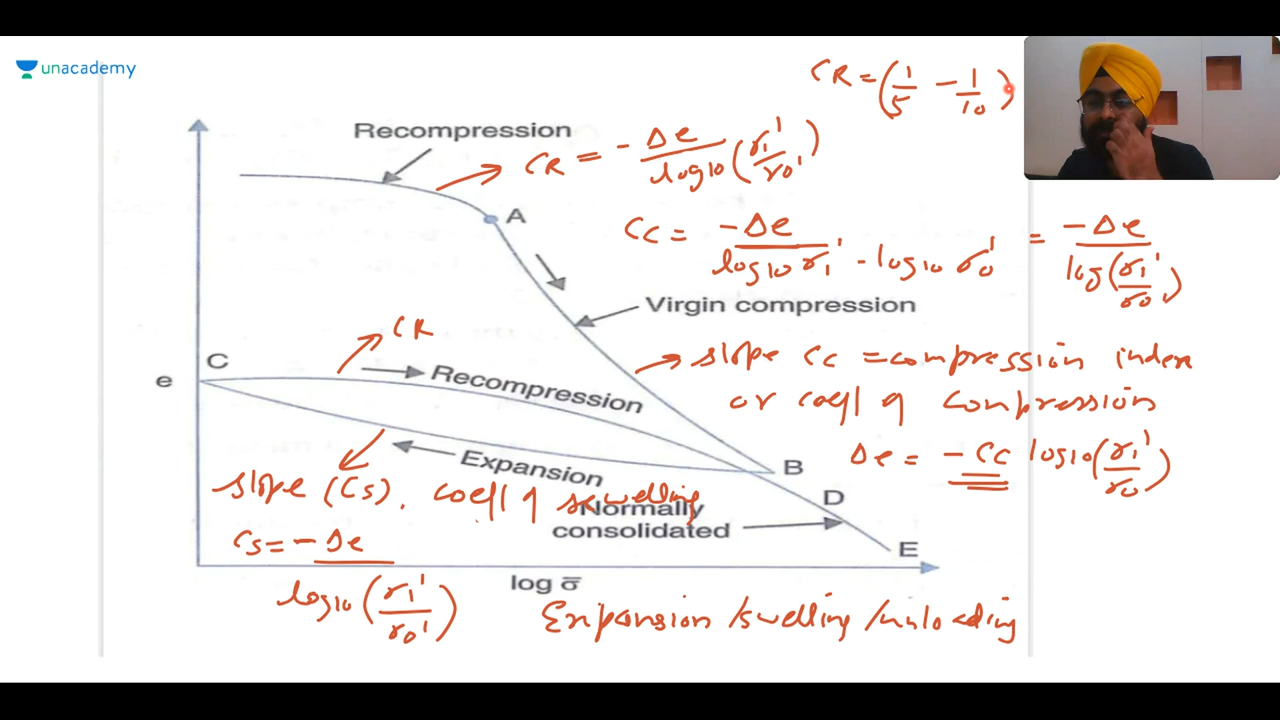 unacademy
CR = (1/5 - 1/10)
Recompression
CR = - Δe / log10 (σ1' / σ0')
A
Cc = -Δe / log10 σ1' - log10 σ0' = -Δe / log (σ1' / σ0')
Virgin compression
CR
C
→ slope Cc = compression index
e
Recompression
or coeff of compression
Expansion
B
Δe = -Cc log10 (σ1' / σ0')
slope (Cs), coeff of swelling
D
Normally
consolidated
E
Cs = -Δe / log10 (σ1' / σ0')
log σ̅
Expansion /swelling /unloading